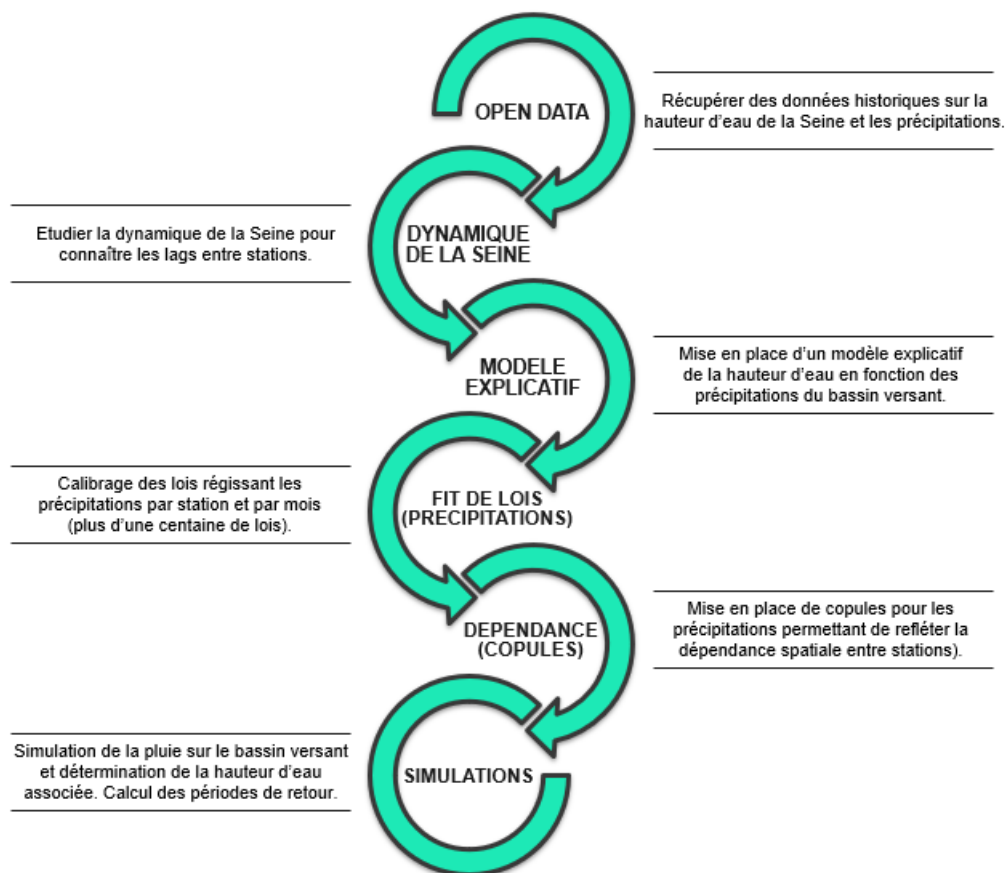 OPEN DATA
Récupérer des données historiques sur la
hauteur d'eau de la Seine et les précipitations.
DYNAMIQUE
DE LA SEINE
Etudier la dynamique de la Seine pour
connaître les lags entre stations.
MODELE
EXPLICATIF
Mise en place d'un modèle explicatif
de la hauteur d'eau en fonction des
précipitations du bassin versant.
FIT DE LOIS
(PRECIPITATIONS)
Calibrage des lois régissant les
précipitations par station et par mois
(plus d'une centaine de lois).
DEPENDANCE
(COPULES)
Mise en place de copules pour les
précipitations permettant de refléter la
dépendance spatiale entre stations).
SIMULATIONS
Simulation de la pluie sur le bassin versant
et détermination de la hauteur d'eau
associée. Calcul des périodes de retour.